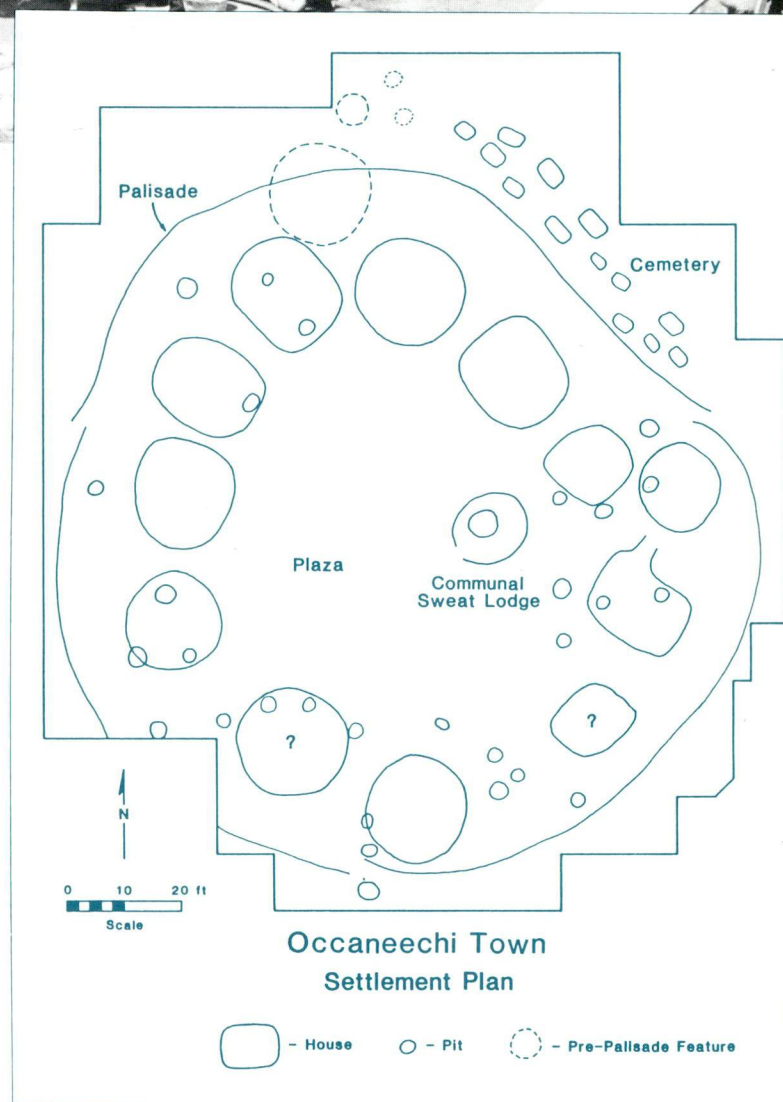 Palisade
Cemetery
Plaza
Communal
Sweat Lodge
?
?
N
0 10 20 ft
Scale
Occaneechi Town
Settlement Plan
- House
- Pit
- Pre-Palisade Feature